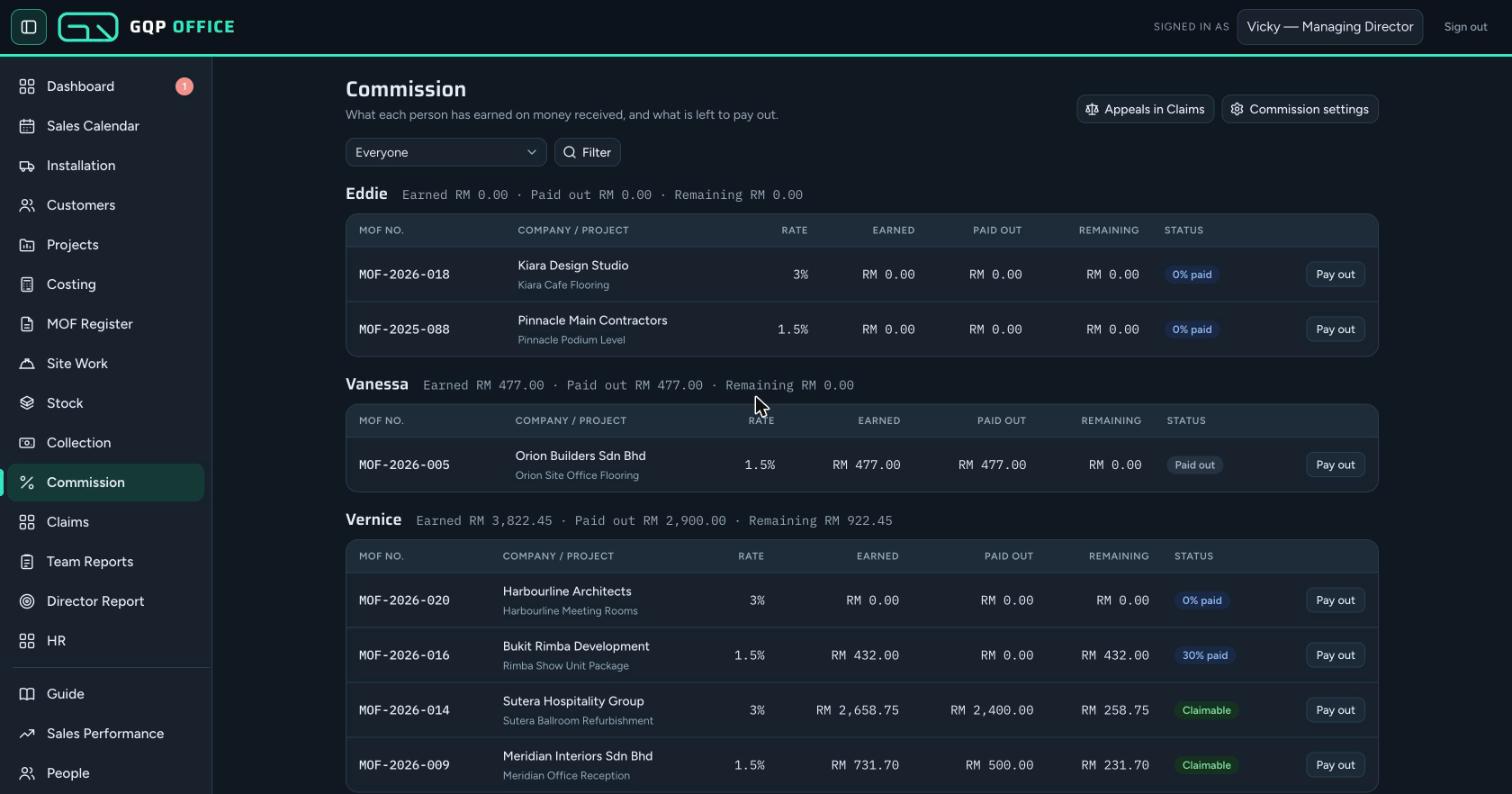 GQP OFFICE
SIGNED IN AS Vicky — Managing Director Sign out
Dashboard 1
Sales Calendar
Installation
Customers
Projects
Costing
MOF Register
Site Work
Stock
Collection
Commission
Claims
Team Reports
Director Report
HR
Guide
Sales Performance
People
Commission
What each person has earned on money received, and what is left to pay out.
Appeals in Claims Commission settings
Everyone Filter
Eddie Earned RM 0.00 · Paid out RM 0.00 · Remaining RM 0.00
MOF NO. COMPANY / PROJECT RATE EARNED PAID OUT REMAINING STATUS
MOF-2026-018 Kiara Design Studio 3% RM 0.00 RM 0.00 RM 0.00 0% paid Pay out
Kiara Cafe Flooring
MOF-2025-088 Pinnacle Main Contractors 1.5% RM 0.00 RM 0.00 RM 0.00 0% paid Pay out
Pinnacle Podium Level
Vanessa Earned RM 477.00 · Paid out RM 477.00 · Remaining RM 0.00
MOF NO. COMPANY / PROJECT RATE EARNED PAID OUT REMAINING STATUS
MOF-2026-005 Orion Builders Sdn Bhd 1.5% RM 477.00 RM 477.00 RM 0.00 Paid out Pay out
Orion Site Office Flooring
Vernice Earned RM 3,822.45 · Paid out RM 2,900.00 · Remaining RM 922.45
MOF NO. COMPANY / PROJECT RATE EARNED PAID OUT REMAINING STATUS
MOF-2026-020 Harbourline Architects 3% RM 0.00 RM 0.00 RM 0.00 0% paid Pay out
Harbourline Meeting Rooms
MOF-2026-016 Bukit Rimba Development 1.5% RM 432.00 RM 0.00 RM 432.00 30% paid Pay out
Rimba Show Unit Package
MOF-2026-014 Sutera Hospitality Group 3% RM 2,658.75 RM 2,400.00 RM 258.75 Claimable Pay out
Sutera Ballroom Refurbishment
MOF-2026-009 Meridian Interiors Sdn Bhd 1.5% RM 731.70 RM 500.00 RM 231.70 Claimable Pay out
Meridian Office Reception